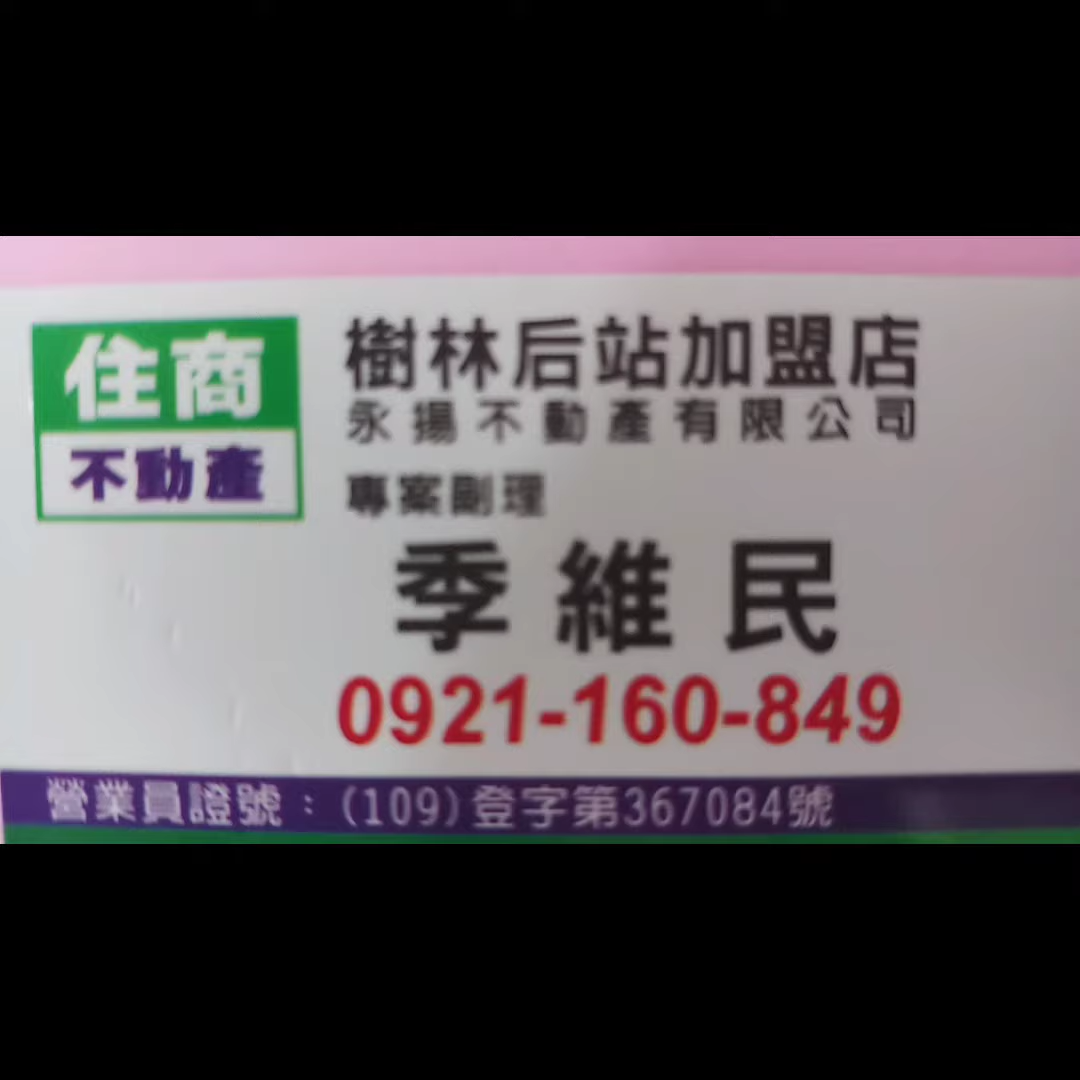 住商
不動產
樹林后站加盟店
永揚不動產有限公司
專案副理
季維民
0921-160-849
營業員證號：(109)登字第367084號